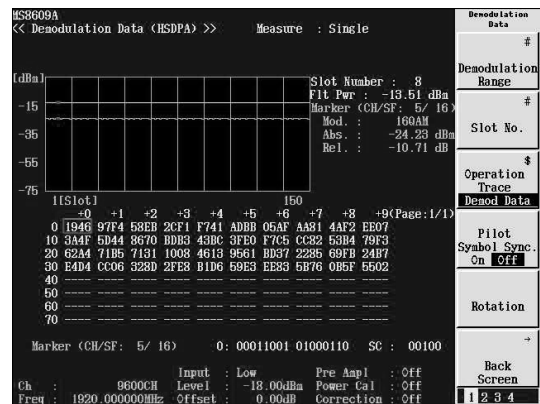 MS8609A
<< Demodulation Data (HSDPA) >> Measure : Single
[dBm]
-15
-35
-55
-75
1[Slot] 150
Slot Number : 8
Flt Pwr : -13.51 dBm
Marker (CH/SF: 5/ 16)
Mod. : 16QAM
Abs. : -24.23 dBm
Rel. : -10.71 dB
+0 +1 +2 +3 +4 +5 +6 +7 +8 +9(Page:1/1)
0 1946 97F4 58EB 2CF1 F741 ADBB 05AF AA81 4AF2 EE07
10 3A4F 5D44 8670 BDB3 43BC 3FE0 F7C5 CC82 53B4 79F3
20 62A4 71B5 7131 1008 4613 9561 BD37 2285 69FB 24B7
30 E4D4 CC06 328D 2FE8 B1D6 59E3 EE83 5B76 0B5F 5502
40 ---- ---- ---- ---- ---- ---- ---- ---- ---- ----
50 ---- ---- ---- ---- ---- ---- ---- ---- ---- ----
60 ---- ---- ---- ---- ---- ---- ---- ---- ---- ----
70 ---- ---- ---- ---- ---- ---- ---- ---- ---- ----
Marker (CH/SF: 5/ 16) 0: 00011001 01000110 SC : 00100
Input : Low Pre Ampl : Off
Ch : 9600CH Level : -18.00dBm Power Cal : Off
Freq : 1920.000000MHz Offset : 0.00dB Correction : Off
Demodulation
Data
#
Demodulation
Range
#
Slot No.
$
Operation
Trace
Demod Data
Pilot
Symbol Sync.
On Off
Rotation
→
Back
Screen
1 2 3 4